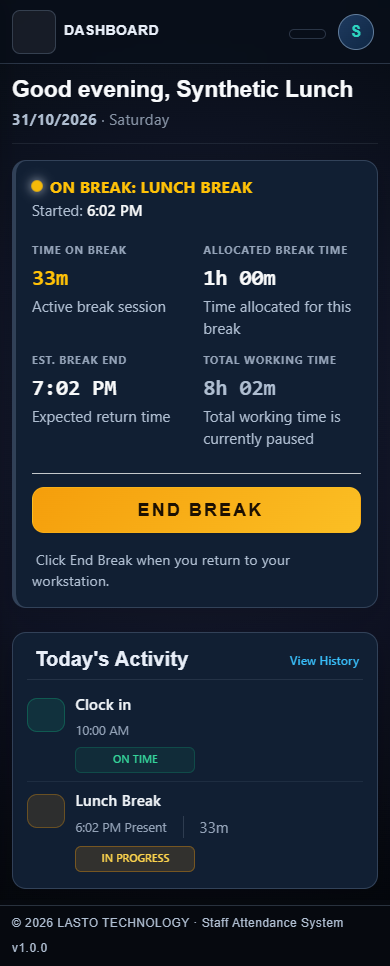 DASHBOARD
S
Good evening, Synthetic Lunch
31/10/2026 · Saturday
ON BREAK: LUNCH BREAK
Started: 6:02 PM
TIME ON BREAK
33m
Active break session
ALLOCATED BREAK TIME
1h 00m
Time allocated for this
break
EST. BREAK END
7:02 PM
Expected return time
TOTAL WORKING TIME
8h 02m
Total working time is
currently paused
END BREAK
Click End Break when you return to your
workstation.
Today's Activity
View History
Clock in
10:00 AM
ON TIME
Lunch Break
6:02 PM Present
33m
IN PROGRESS
© 2026 LASTO TECHNOLOGY · Staff Attendance System
v1.0.0